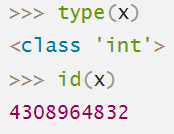 >>> type(x)
<class 'int'>
>>> id(x)
4308964832